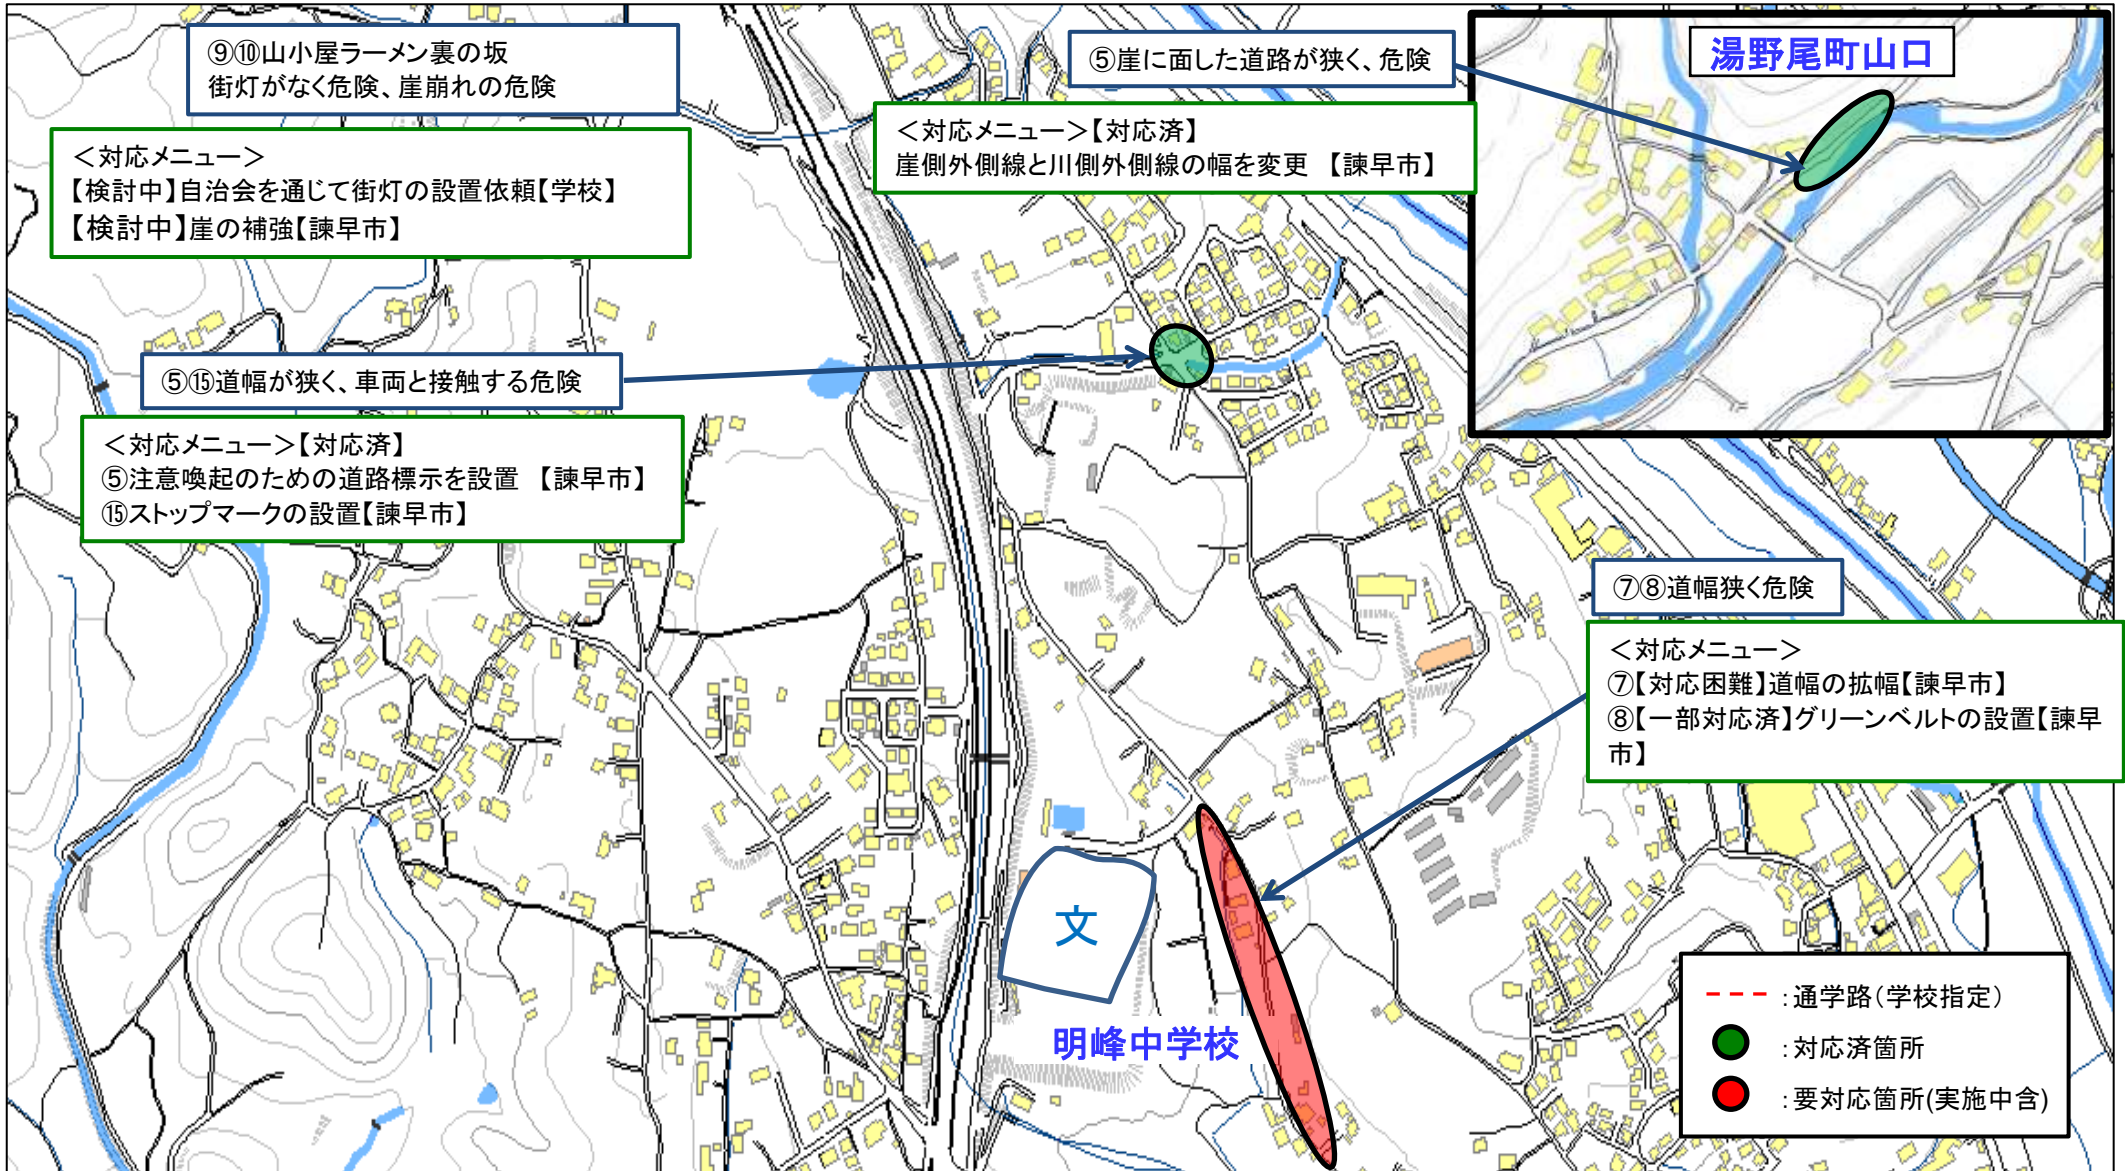 ⑨⑩山小屋ラーメン裏の坂
街灯がなく危険、崖崩れの危険
＜対応メニュー＞
【検討中】自治会を通じて街灯の設置依頼【学校】
【検討中】崖の補強【諫早市】
⑤崖に面した道路が狭く、危険
＜対応メニュー＞【対応済】
崖側外側線と川側外側線の幅を変更　【諫早市】
湯野尾町山口
⑤⑮道幅が狭く、車両と接触する危険
＜対応メニュー＞【対応済】
⑤注意喚起のための道路標示を設置　【諫早市】
⑮ストップマークの設置【諫早市】
⑦⑧道幅狭く危険
＜対応メニュー＞
⑦【対応困難】道幅の拡幅【諫早市】
⑧【一部対応済】グリーンベルトの設置【諫早
市】
文
明峰中学校
：通学路（学校指定）
：対応済箇所
：要対応箇所(実施中含)